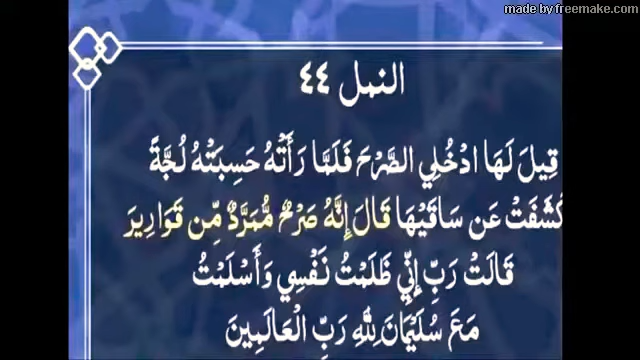 made by freemake.com
النمل ٤٤
قِيلَ لَهَا ادْخُلِي الصَّرْحَ فَلَمَّا رَأَتْهُ حَسِبَتْهُ لُجَّةً
كَشَفَتْ عَن سَاقَيْهَا قَالَ إِنَّهُ صَرْحٌ مُّمَرَّدٌ مِّن قَوَارِيرَ
قَالَتْ رَبِّ إِنِّي ظَلَمْتُ نَفْسِي وَأَسْلَمْتُ
مَعَ سُلَيْمَانَ لِلَّهِ رَبِّ الْعَالَمِينَ